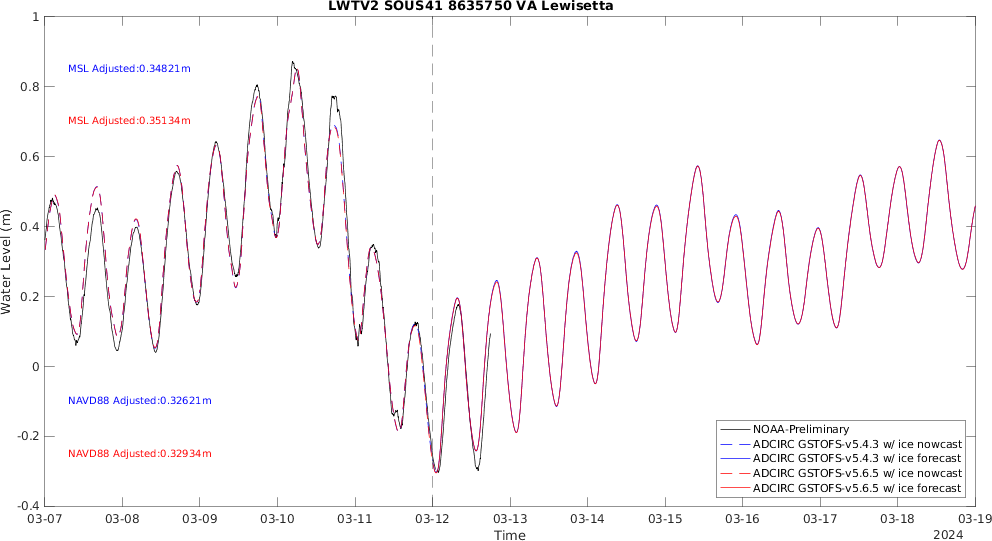 LWTV2 SOUS41 8635750 VA Lewisetta
1
0.8
0.6
0.4
0.2
0
-0.2
-0.4
Water Level (m)
MSL Adjusted:0.34821m
MSL Adjusted:0.35134m
NAVD88 Adjusted:0.32621m
NAVD88 Adjusted:0.32934m
NOAA-Preliminary
ADCIRC GSTOFS-v5.4.3 w/ ice nowcast
ADCIRC GSTOFS-v5.4.3 w/ ice forecast
ADCIRC GSTOFS-v5.6.5 w/ ice nowcast
ADCIRC GSTOFS-v5.6.5 w/ ice forecast
03-07 03-08 03-09 03-10 03-11 03-12 03-13 03-14 03-15 03-16 03-17 03-18 03-19
Time
2024